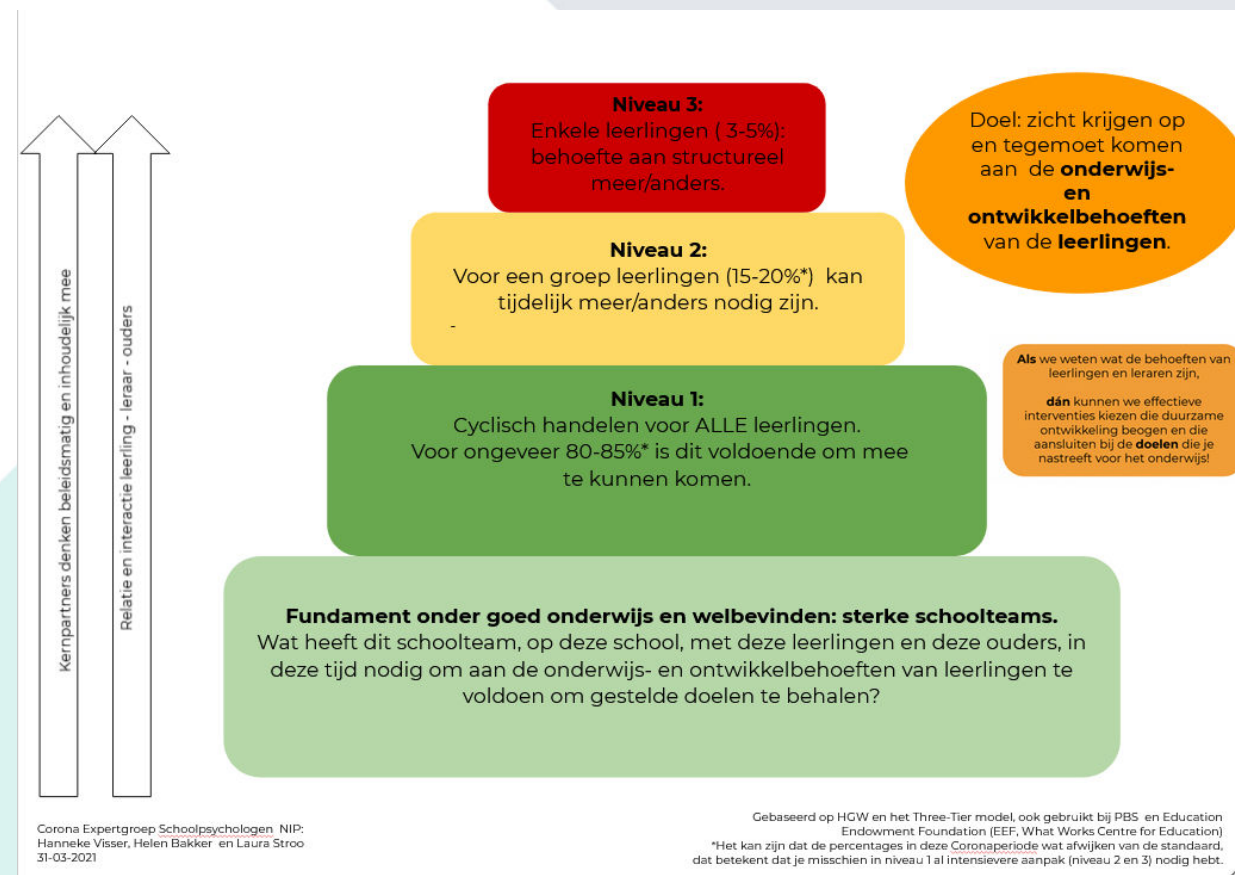 Niveau 3:
Enkele leerlingen ( 3-5%):
behoefte aan structureel
meer/anders.
Niveau 2:
Voor een groep leerlingen (15-20%*) kan
tijdelijk meer/anders nodig zijn.
-
Niveau 1:
Cyclisch handelen voor ALLE leerlingen.
Voor ongeveer 80-85%* is dit voldoende om mee
te kunnen komen.
Fundament onder goed onderwijs en welbevinden: sterke schoolteams.
Wat heeft dit schoolteam, op deze school, met deze leerlingen en deze ouders, in
deze tijd nodig om aan de onderwijs- en ontwikkelbehoeften van leerlingen te
voldoen om gestelde doelen te behalen?
Kernpartners denken beleidsmatig en inhoudelijk mee
Relatie en interactie leerling - leraar - ouders
Doel: zicht krijgen op
en tegemoet komen
aan de onderwijs-
en
ontwikkelbehoeften
van de leerlingen.
Als we weten wat de behoeften van
leerlingen en leraren zijn,
dán kunnen we effectieve
interventies kiezen die duurzame
ontwikkeling beogen en die
aansluiten bij de doelen die je
nastreeft voor het onderwijs!
Corona Expertgroep Schoolpsychologen NIP:
Hanneke Visser, Helen Bakker en Laura Stroo
31-03-2021
Gebaseerd op HGW en het Three-Tier model, ook gebruikt bij PBS en Education
Endowment Foundation (EEF, What Works Centre for Education)
*Het kan zijn dat de percentages in deze Coronaperiode wat afwijken van de standaard,
dat betekent dat je misschien in niveau 1 al intensievere aanpak (niveau 2 en 3) nodig hebt.